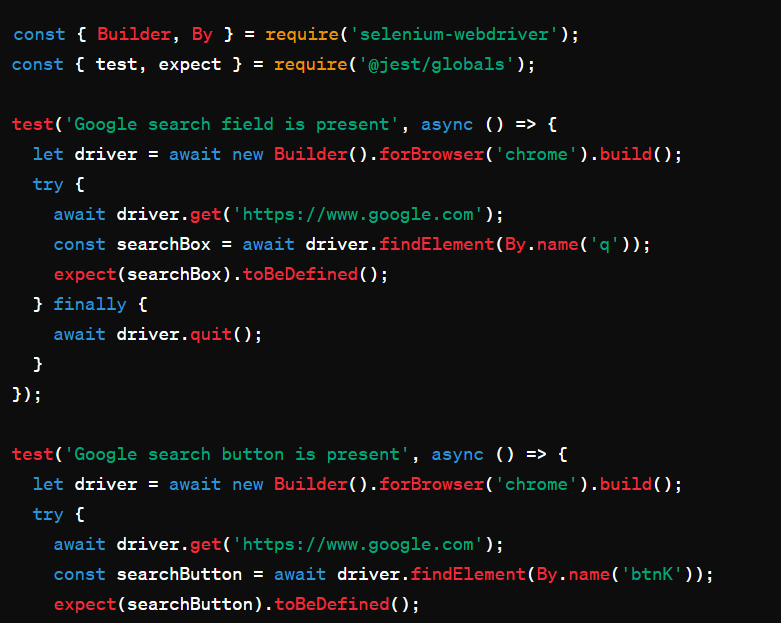 const { Builder, By } = require('selenium-webdriver');
const { test, expect } = require('@jest/globals');

test('Google search field is present', async () => {
  let driver = await new Builder().forBrowser('chrome').build();
  try {
    await driver.get('https://www.google.com');
    const searchBox = await driver.findElement(By.name('q'));
    expect(searchBox).toBeDefined();
  } finally {
    await driver.quit();
  }
});

test('Google search button is present', async () => {
  let driver = await new Builder().forBrowser('chrome').build();
  try {
    await driver.get('https://www.google.com');
    const searchButton = await driver.findElement(By.name('btnK'));
    expect(searchButton).toBeDefined();